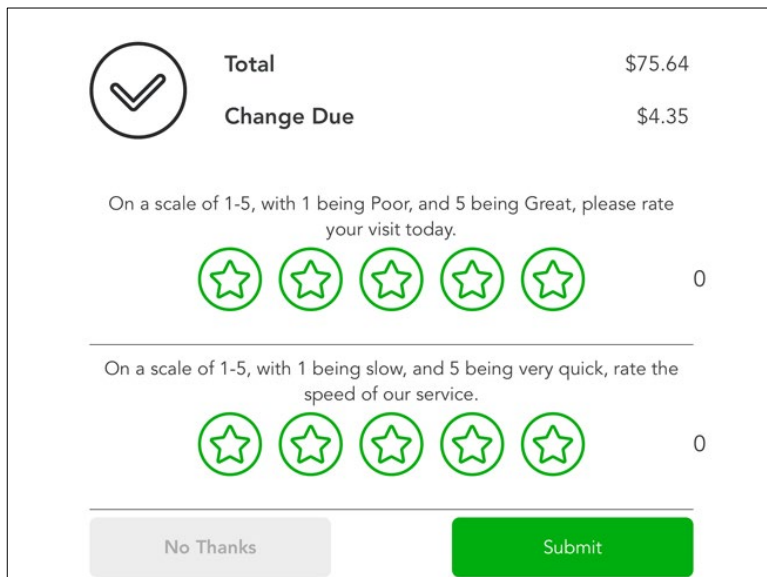 Total $75.64
Change Due $4.35
On a scale of 1-5, with 1 being Poor, and 5 being Great, please rate
your visit today.
0
On a scale of 1-5, with 1 being slow, and 5 being very quick, rate the
speed of our service.
0
No Thanks Submit